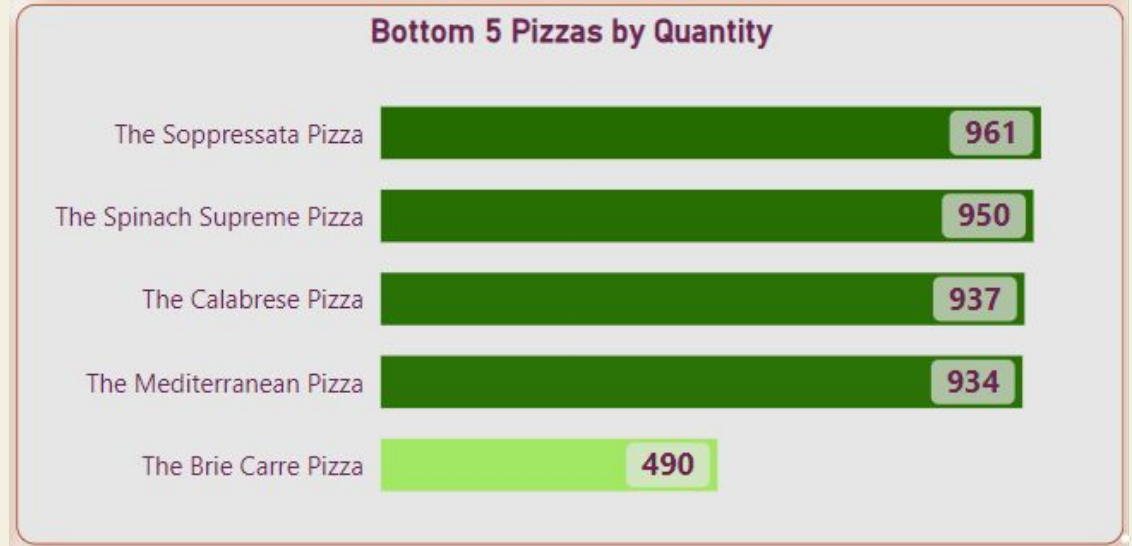 Bottom 5 Pizzas by Quantity
The Soppressata Pizza 961
The Spinach Supreme Pizza 950
The Calabrese Pizza 937
The Mediterranean Pizza 934
The Brie Carre Pizza 490